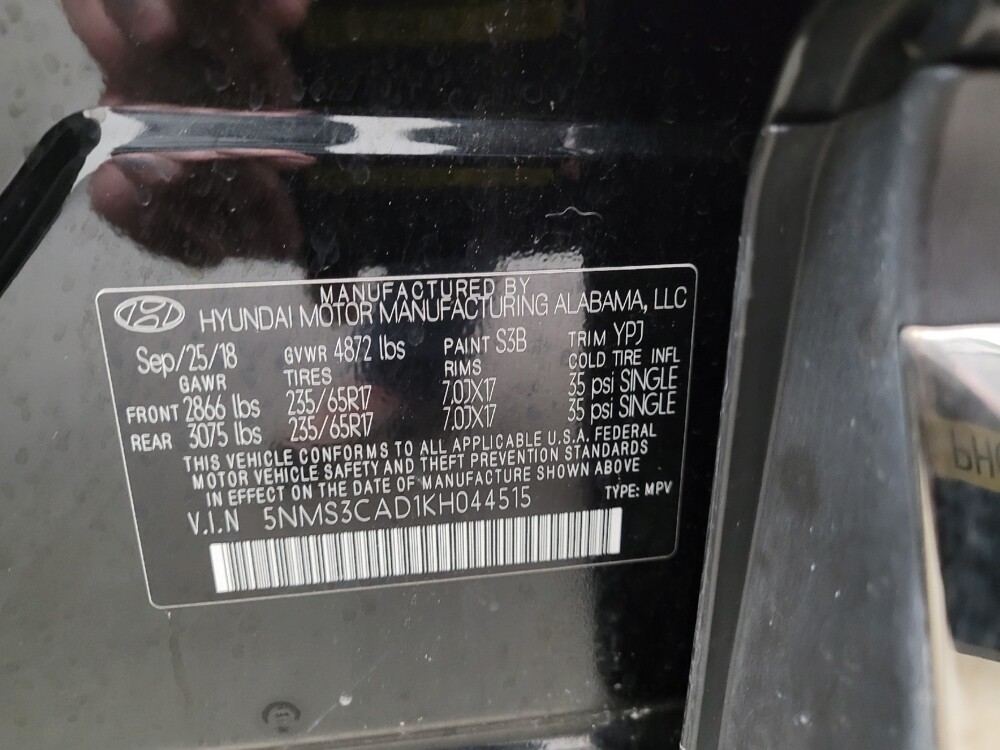 MANUFACTURED BY
HYUNDAI MOTOR MANUFACTURING ALABAMA, LLC
Sep/25/18 GVWR 4872 lbs PAINT S3B TRIM YPJ
GAWR TIRES RIMS COLD TIRE INFL
FRONT 2866 lbs 235/65R17 7.0JX17 35 psi SINGLE
REAR 3075 lbs 235/65R17 7.0JX17 35 psi SINGLE
THIS VEHICLE CONFORMS TO ALL APPLICABLE U.S.A. FEDERAL
MOTOR VEHICLE SAFETY AND THEFT PREVENTION STANDARDS
IN EFFECT ON THE DATE OF MANUFACTURE SHOWN ABOVE
V.I.N 5NMS3CAD1KH044515 TYPE: MPV